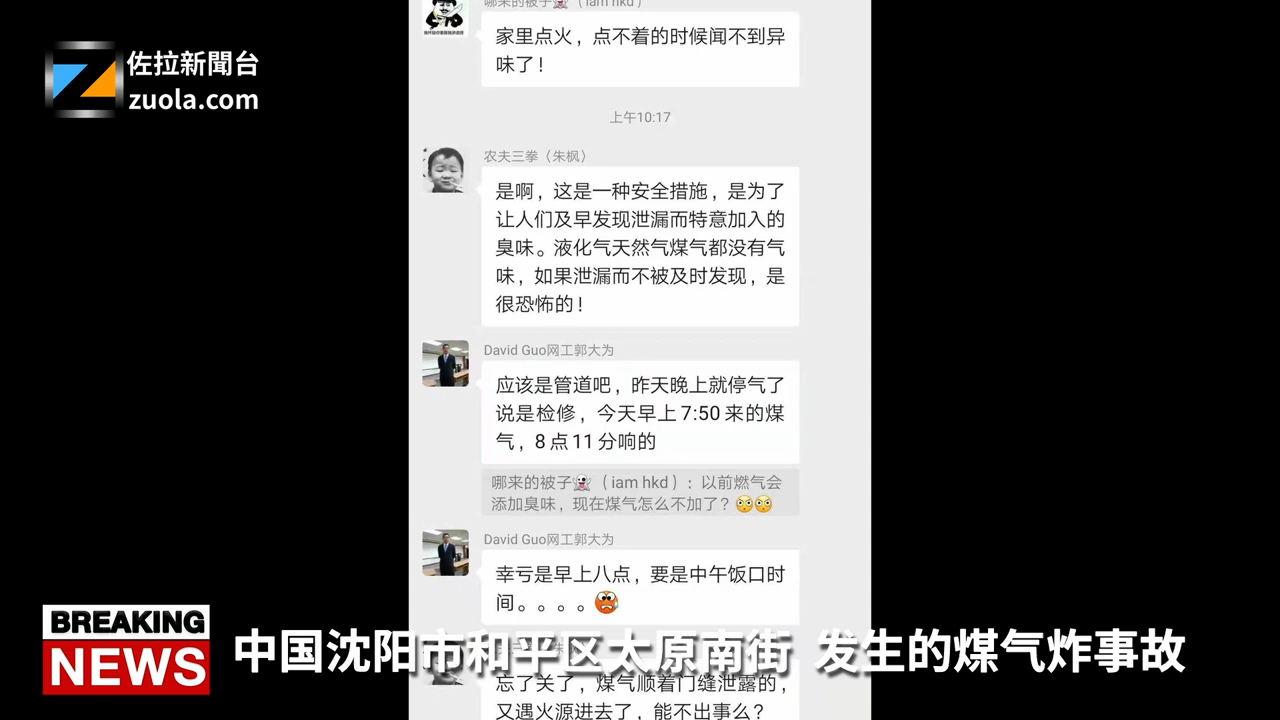 哪来的被子👻（iam hkd）
家里点火，点不着的时候闻不到异
味了！
佐拉新聞台
zuola.com
上午10:17
农夫三拳（朱枫）
是啊，这是一种安全措施，是为了
让人们及早发现泄漏而特意加入的
臭味。液化气天然气煤气都没有气
味，如果泄漏而不被及时发现，是
很恐怖的！
David Guo网工郭大为
应该是管道吧，昨天晚上就停气了
说是检修，今天早上7:50来的煤
气，8点11分响的
哪来的被子👻（iam hkd）：以前燃气会
添加臭味，现在煤气怎么不加了？🙄🙄
David Guo网工郭大为
幸亏是早上八点，要是中午饭口时
间。。。。
BREAKING
NEWS
中国沈阳市和平区太原南街 发生的煤气炸事故
忘了关了，煤气顺着门缝泄露的，
又遇火源进去了，能不出事么？